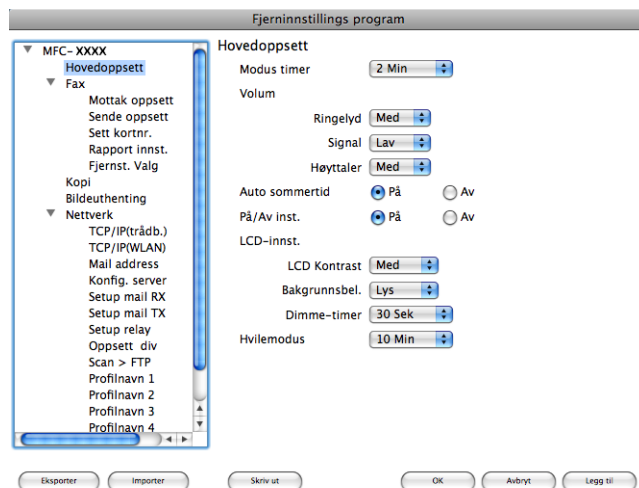 Fjerninnstillings program
MFC- XXXX
Hovedoppsett
Fax
Mottak oppsett
Sende oppsett
Sett kortnr.
Rapport innst.
Fjernst. Valg
Kopi
Bildeuthenting
Nettverk
TCP/IP(trådb.)
TCP/IP(WLAN)
Mail address
Konfig. server
Setup mail RX
Setup mail TX
Setup relay
Oppsett div
Scan > FTP
Profilnavn 1
Profilnavn 2
Profilnavn 3
Profilnavn 4
Hovedoppsett
Modus timer 2 Min
Volum
Ringelyd Med
Signal Lav
Høyttaler Med
Auto sommertid På Av
På/Av inst. På Av
LCD-innst.
LCD Kontrast Med
Bakgrunnsbel. Lys
Dimme-timer 30 Sek
Hvilemodus 10 Min
Eksporter Importer Skriv ut OK Avbryt Legg til